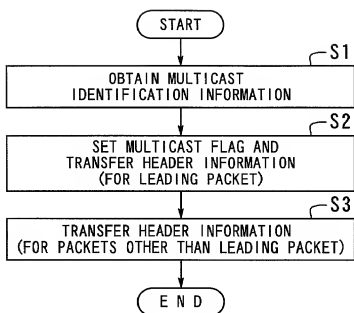 START
S1
OBTAIN MULTICAST
IDENTIFICATION INFORMATION
S2
SET MULTICAST FLAG AND
TRANSFER HEADER INFORMATION
(FOR LEADING PACKET)
S3
TRANSFER HEADER INFORMATION
(FOR PACKETS OTHER THAN LEADING PACKET)
END